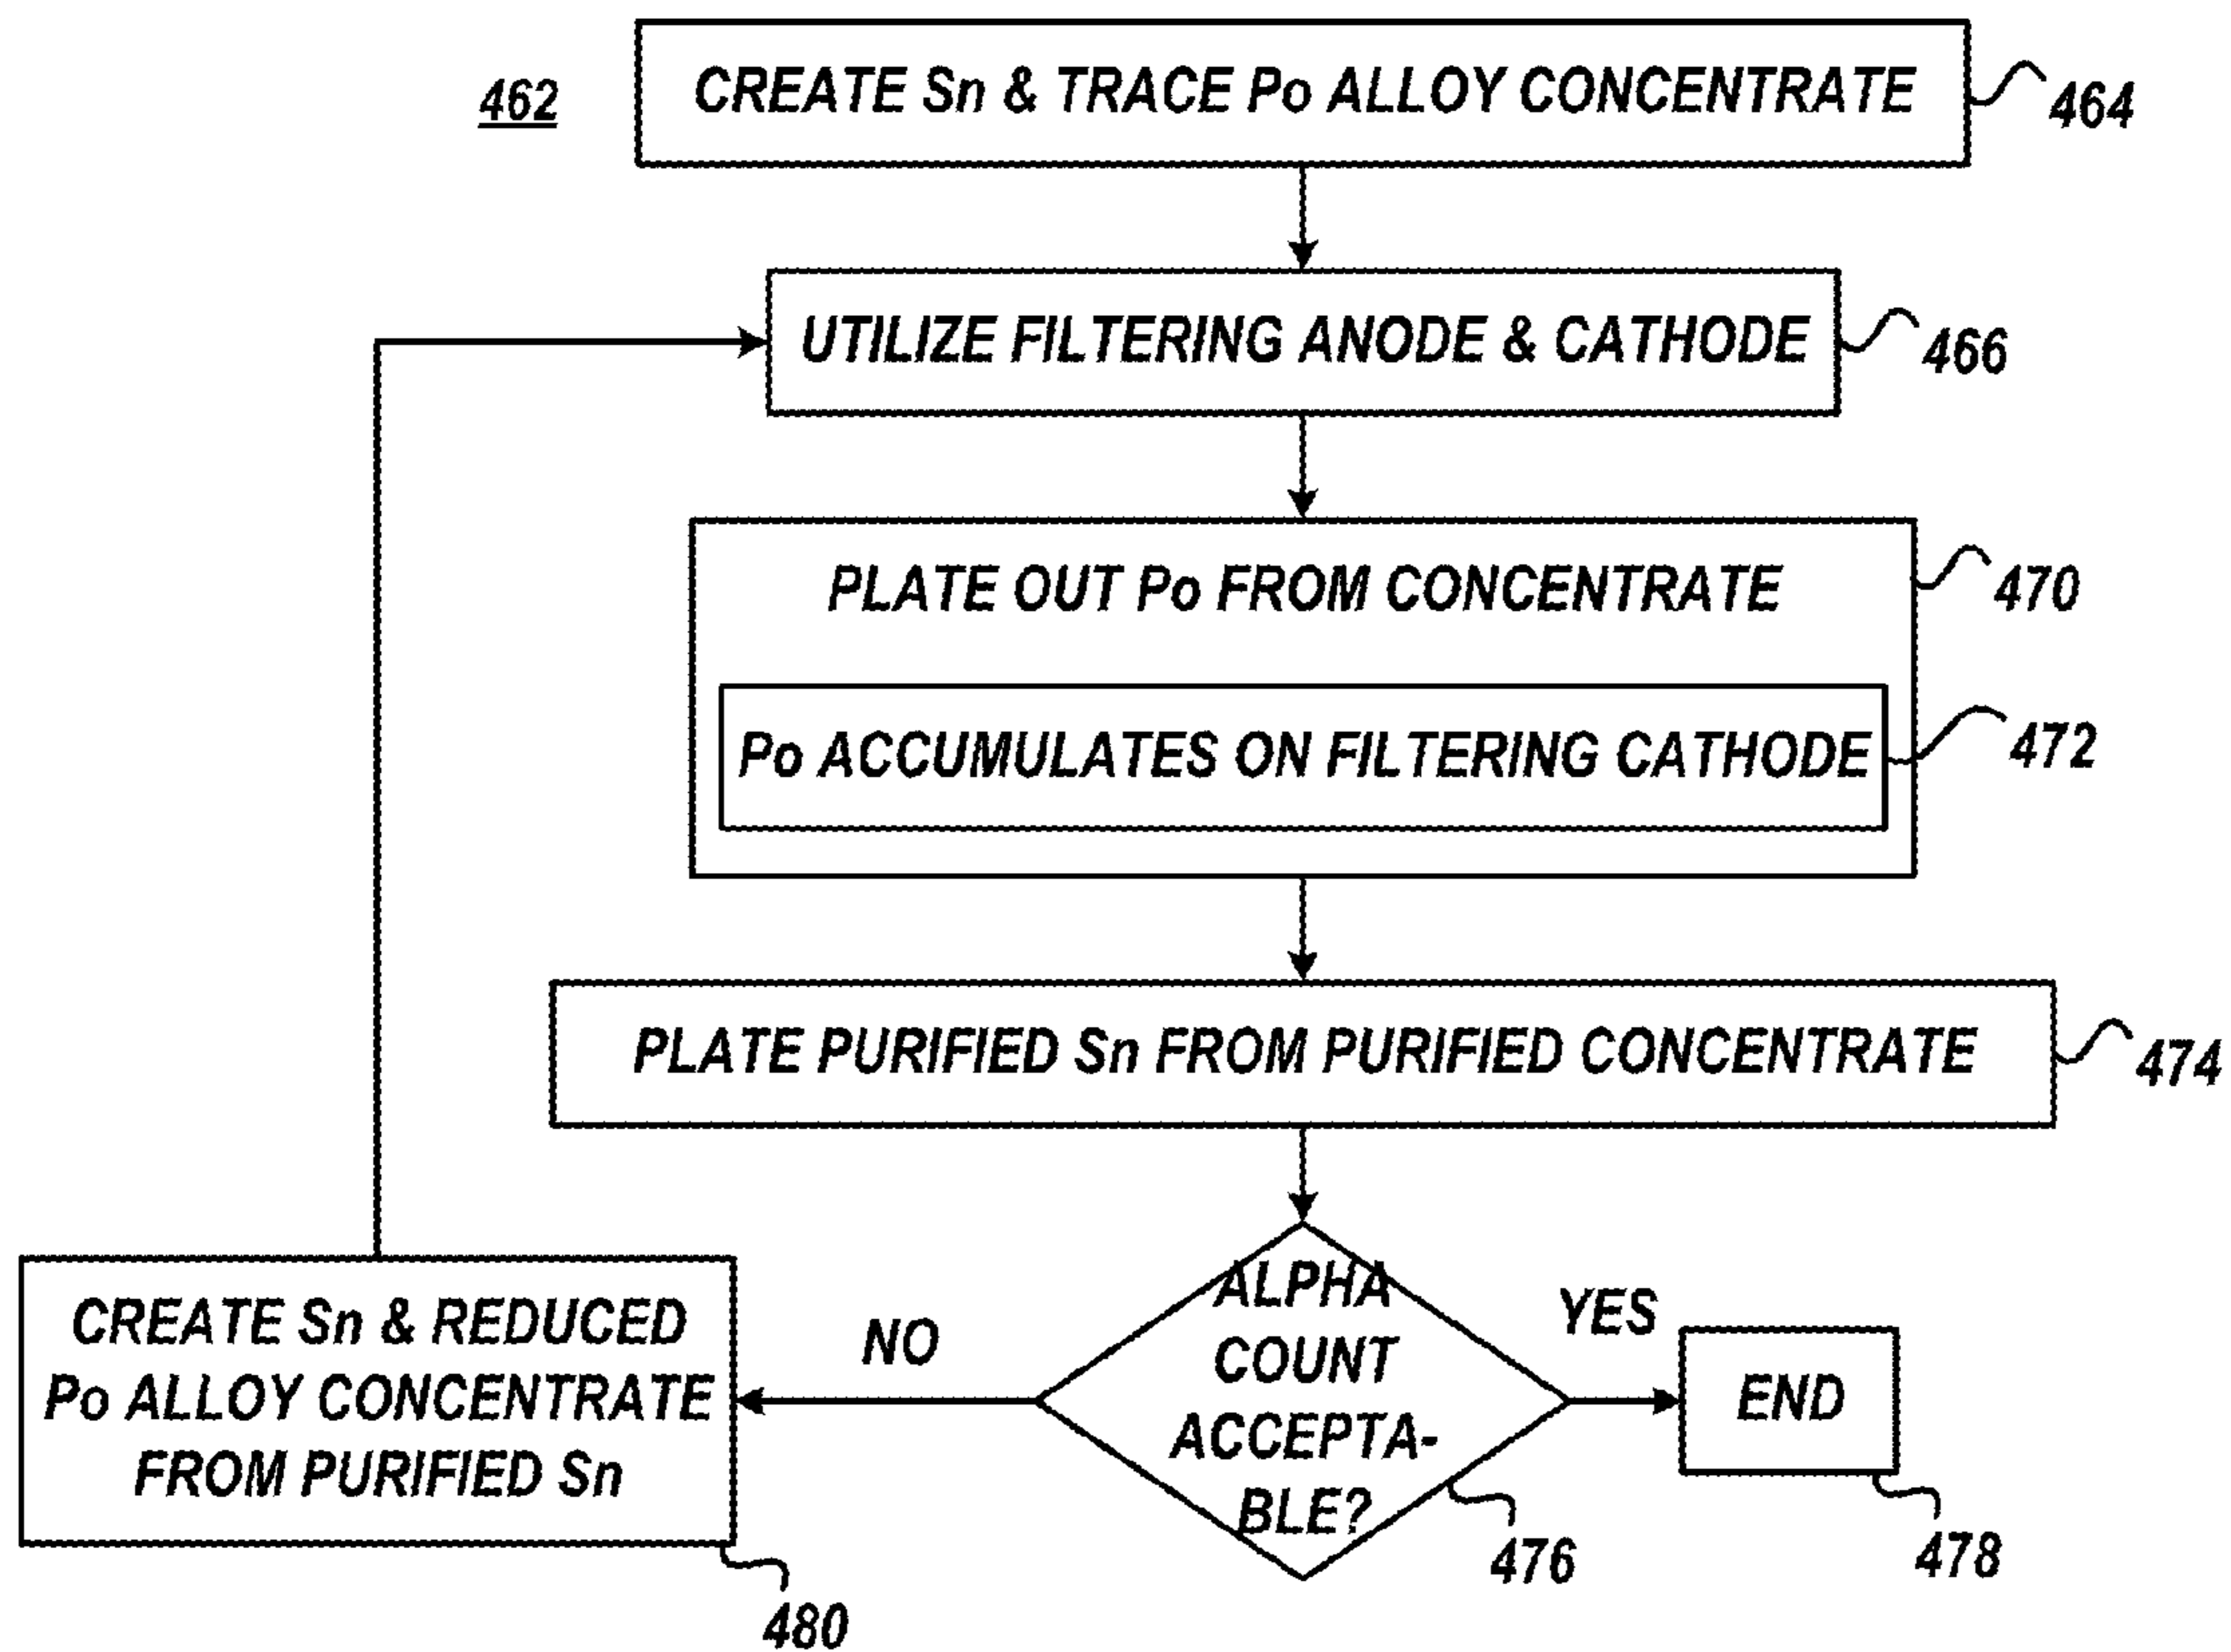 462
CREATE Sn & TRACE Po ALLOY CONCENTRATE
464
UTILIZE FILTERING ANODE & CATHODE
466
PLATE OUT Po FROM CONCENTRATE
470
Po ACCUMULATES ON FILTERING CATHODE
472
PLATE PURIFIED Sn FROM PURIFIED CONCENTRATE
474
ALPHA
COUNT
ACCEPTA-
BLE?
476
YES
END
478
NO
CREATE Sn & REDUCED
Po ALLOY CONCENTRATE
FROM PURIFIED Sn
480